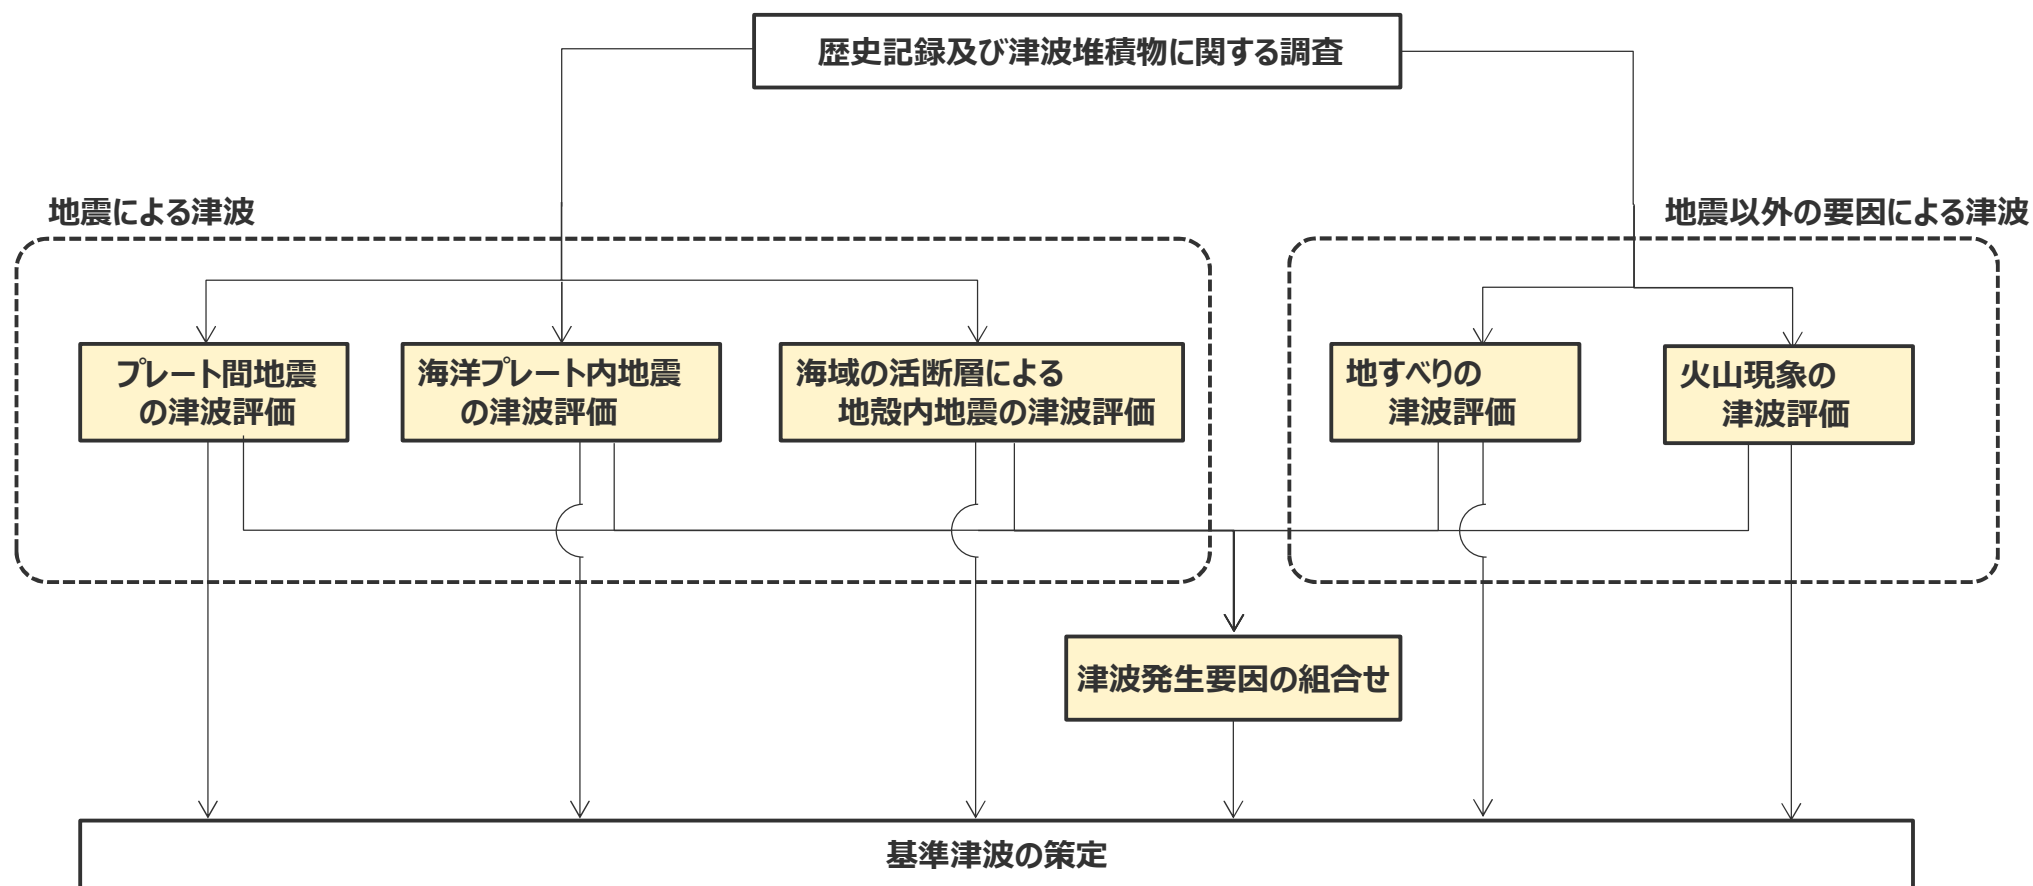 歴史記録及び津波堆積物に関する調査
地震による津波
地震以外の要因による津波
プレート間地震
の津波評価
海洋プレート内地震
の津波評価
海域の活断層による
地殻内地震の津波評価
地すべりの
津波評価
火山現象の
津波評価
津波発生要因の組合せ
基準津波の策定